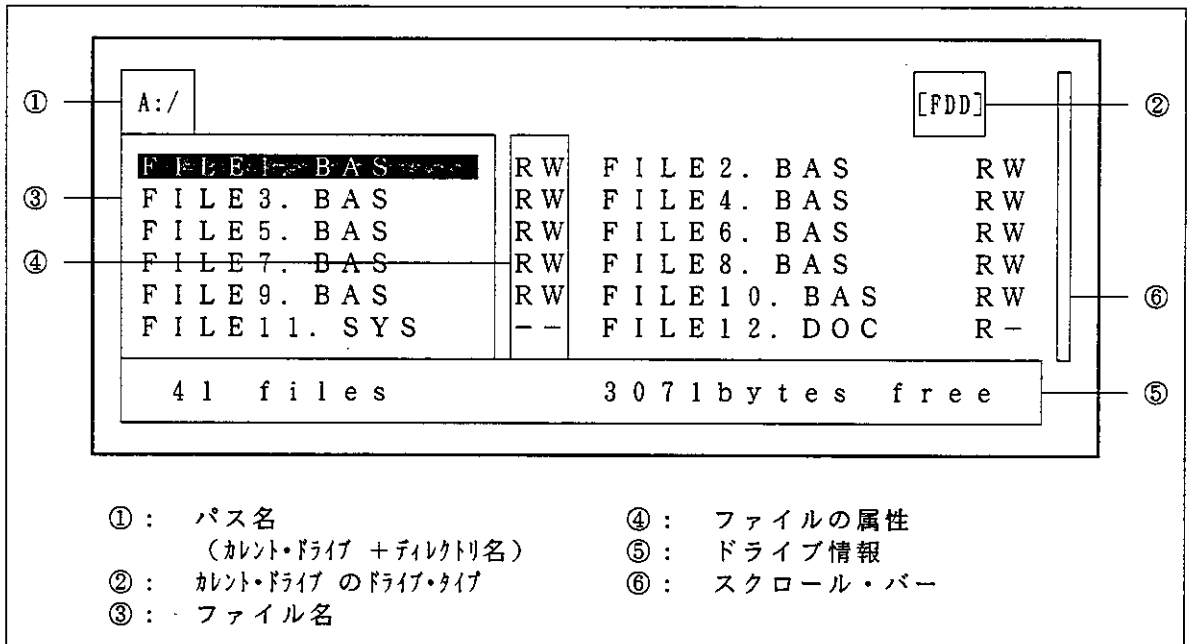 ① A:/ [FDD] ②
FILE1. BAS RW FILE2. BAS RW
③ FILE3. BAS RW FILE4. BAS RW
FILE5. BAS RW FILE6. BAS RW
④ FILE7. BAS RW FILE8. BAS RW
FILE9. BAS RW FILE10. BAS RW ⑥
FILE11. SYS -- FILE12. DOC R-
41 files 3071bytes free ⑤
①: パス名
(カレント・ドライブ +ディレクトリ名)
②: カレント・ドライブ のドライブ・タイプ
③: ファイル名
④: ファイルの属性
⑤: ドライブ情報
⑥: スクロール・バー